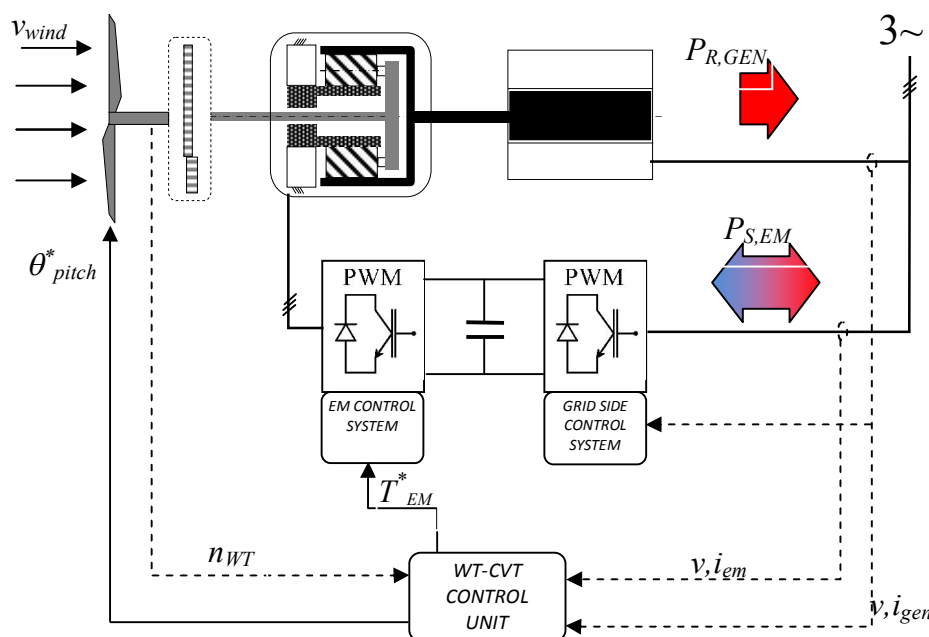 v_wind
P_R,GEN
3~
P_S,EM
θ*_pitch
PWM
PWM
EM CONTROL
SYSTEM
GRID SIDE
CONTROL
SYSTEM
T*_EM
n_WT
WT-CVT
CONTROL
UNIT
v,i_em
v,i_gen